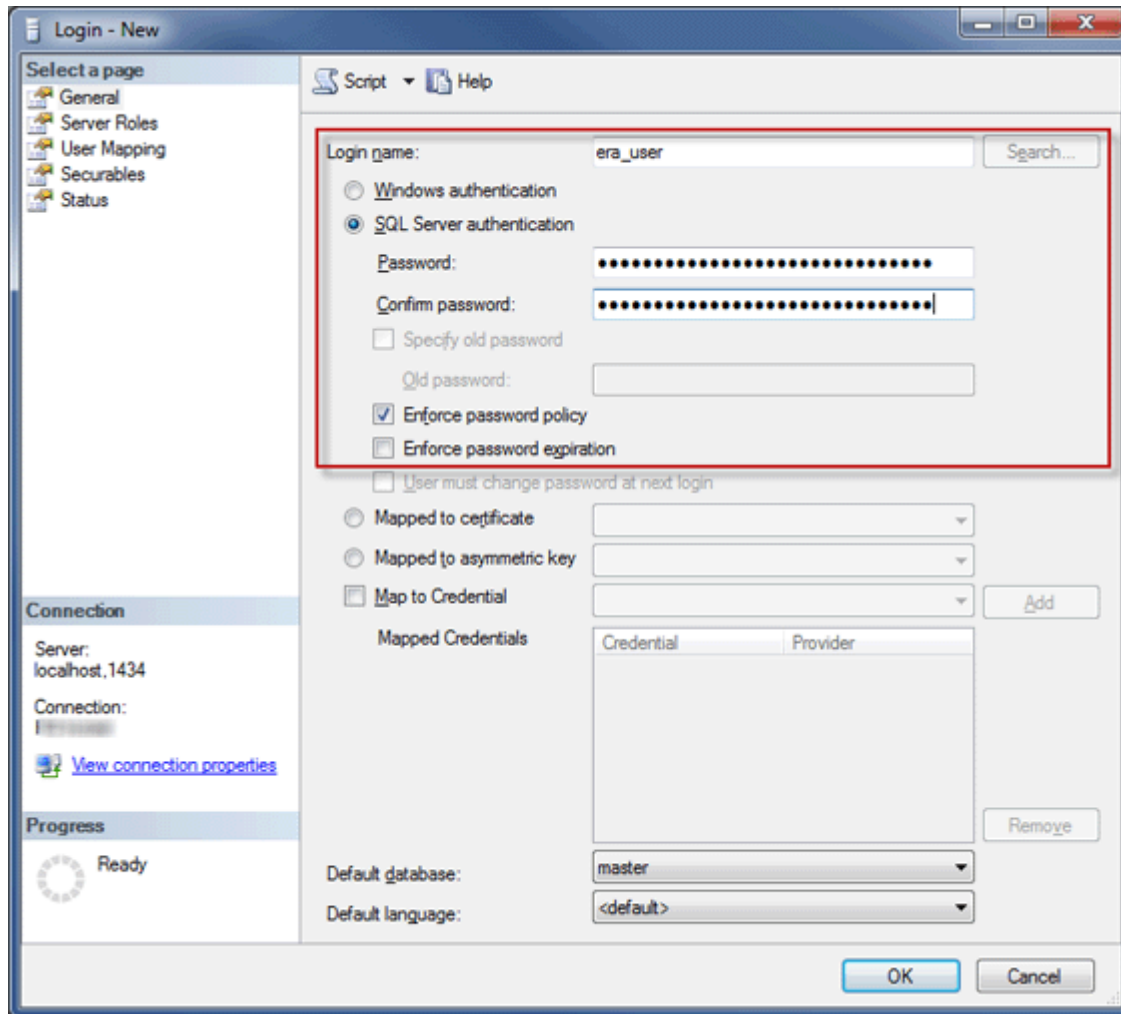 Login - New
Select a page
General
Server Roles
User Mapping
Securables
Status
Script Help
Login name: era_user Search...
Windows authentication
SQL Server authentication
Password: ••••••••••••••••••••••••••••••
Confirm password: ••••••••••••••••••••••••••••••
Specify old password
Old password:
Enforce password policy
Enforce password expiration
User must change password at next login
Mapped to certificate
Mapped to asymmetric key
Map to Credential Add
Mapped Credentials Credential Provider
Remove
Default database: master
Default language: <default>
Connection
Server:
localhost,1434
Connection:
View connection properties
Progress
Ready
OK Cancel